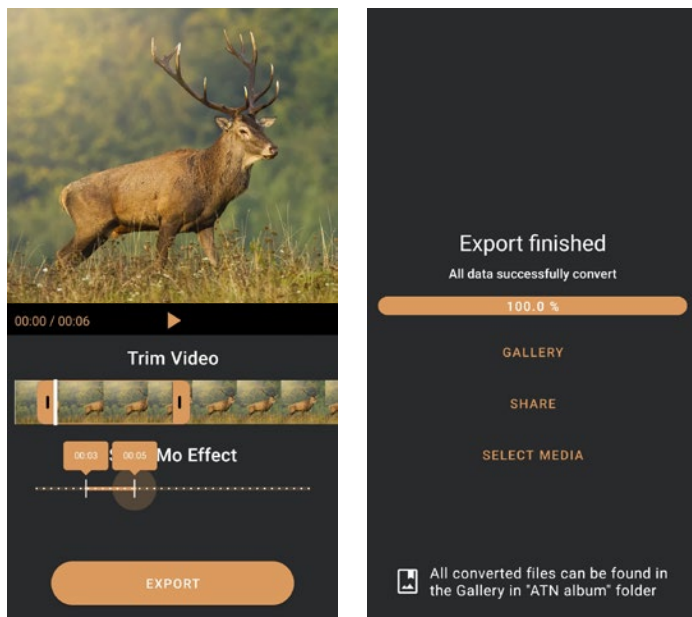 00:00 / 00:06
Trim Video
00:03
00:05
Mo Effect
EXPORT
Export finished
All data successfully convert
100.0 %
GALLERY
SHARE
SELECT MEDIA
All converted files can be found in
the Gallery in "ATN album" folder